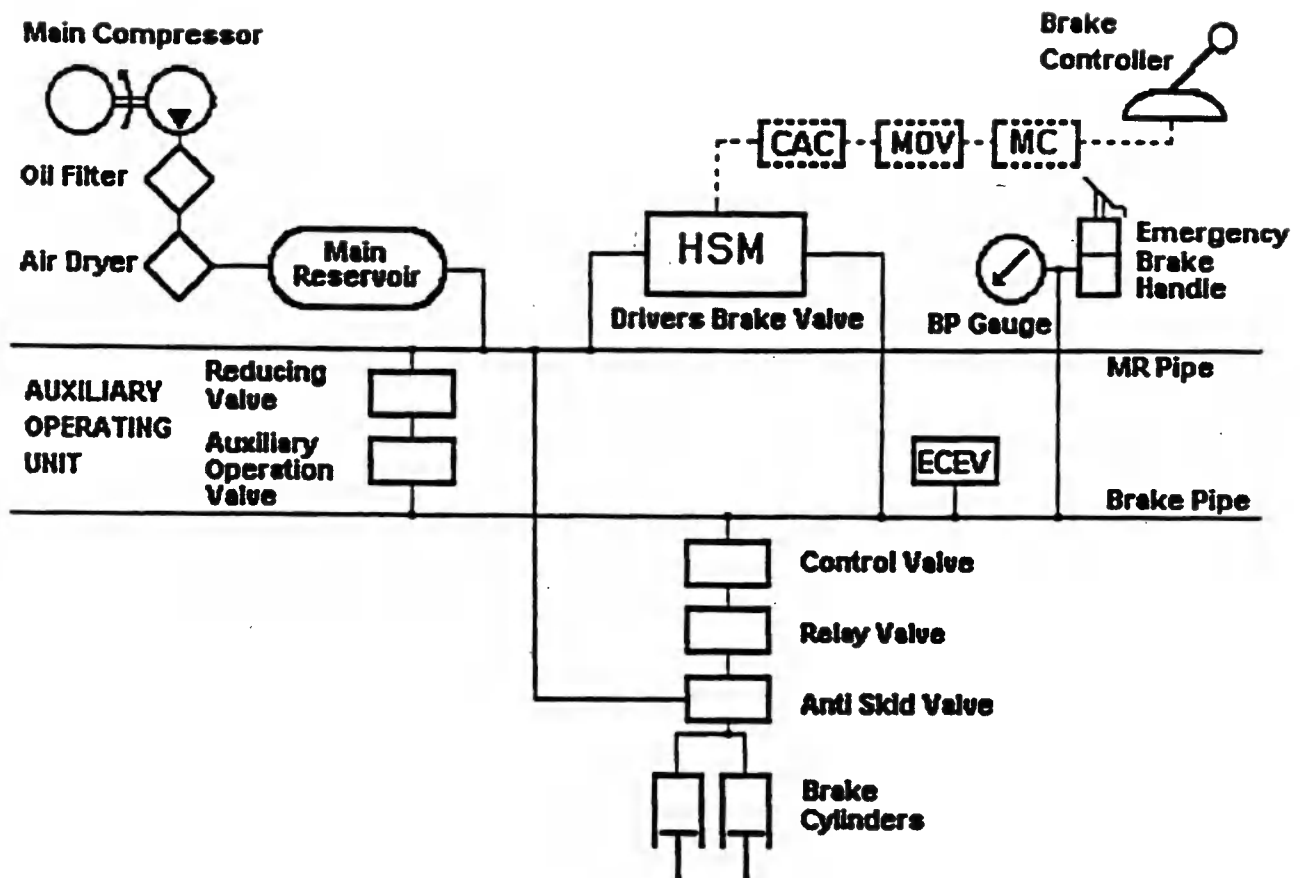 Main Compressor
Oil Filter
Air Dryer
Main
Reservoir
Brake
Controller
CAC
MOV
MC
HSM
Drivers Brake Valve
BP Gauge
Emergency
Brake
Handle
MR Pipe
AUXILIARY
OPERATING
UNIT
Reducing
Valve
Auxiliary
Operation
Valve
ECEV
Brake Pipe
Control Valve
Relay Valve
Anti Skid Valve
Brake
Cylinders